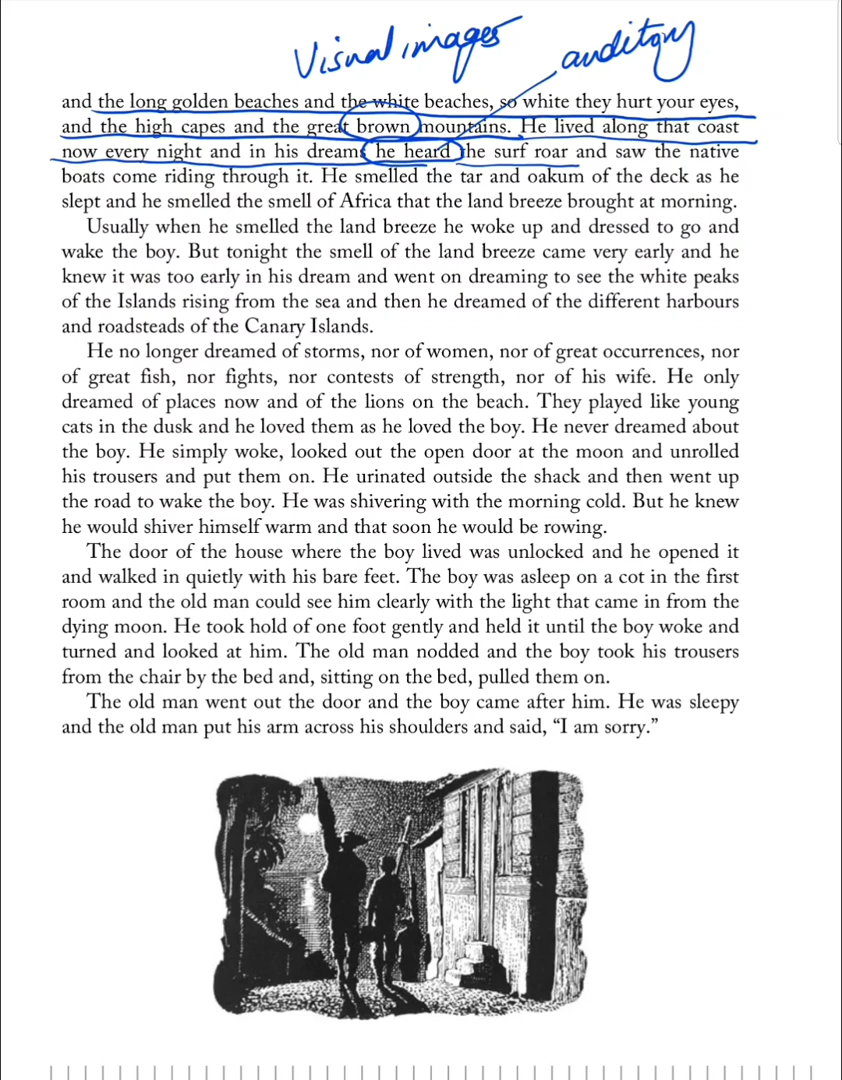 Visual images auditory
and the long golden beaches and the white beaches, so white they hurt your eyes,
and the high capes and the great brown mountains. He lived along that coast
now every night and in his dreams he heard the surf roar and saw the native
boats come riding through it. He smelled the tar and oakum of the deck as he
slept and he smelled the smell of Africa that the land breeze brought at morning.
Usually when he smelled the land breeze he woke up and dressed to go and
wake the boy. But tonight the smell of the land breeze came very early and he
knew it was too early in his dream and went on dreaming to see the white peaks
of the Islands rising from the sea and then he dreamed of the different harbours
and roadsteads of the Canary Islands.
He no longer dreamed of storms, nor of women, nor of great occurrences, nor
of great fish, nor fights, nor contests of strength, nor of his wife. He only
dreamed of places now and of the lions on the beach. They played like young
cats in the dusk and he loved them as he loved the boy. He never dreamed about
the boy. He simply woke, looked out the open door at the moon and unrolled
his trousers and put them on. He urinated outside the shack and then went up
the road to wake the boy. He was shivering with the morning cold. But he knew
he would shiver himself warm and that soon he would be rowing.
The door of the house where the boy lived was unlocked and he opened it
and walked in quietly with his bare feet. The boy was asleep on a cot in the first
room and the old man could see him clearly with the light that came in from the
dying moon. He took hold of one foot gently and held it until the boy woke and
turned and looked at him. The old man nodded and the boy took his trousers
from the chair by the bed and, sitting on the bed, pulled them on.
The old man went out the door and the boy came after him. He was sleepy
and the old man put his arm across his shoulders and said, “I am sorry.”